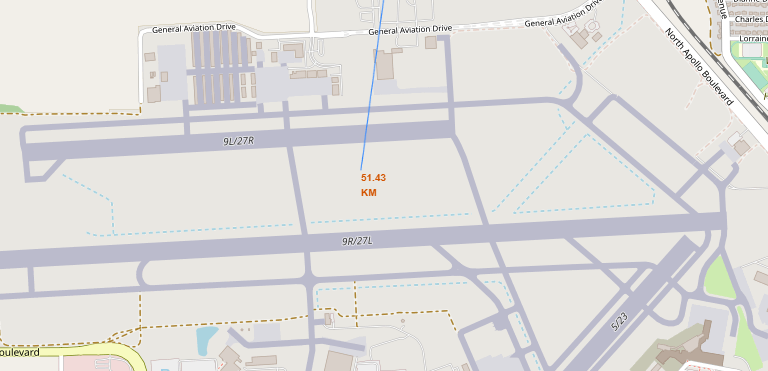 General Aviation Drive
General Aviation Drive
General Aviation Drive
Charles D
Lorraine
North Apollo Boulevard
9L/27R
51.43
KM
9R/27L
5/23
oulevard